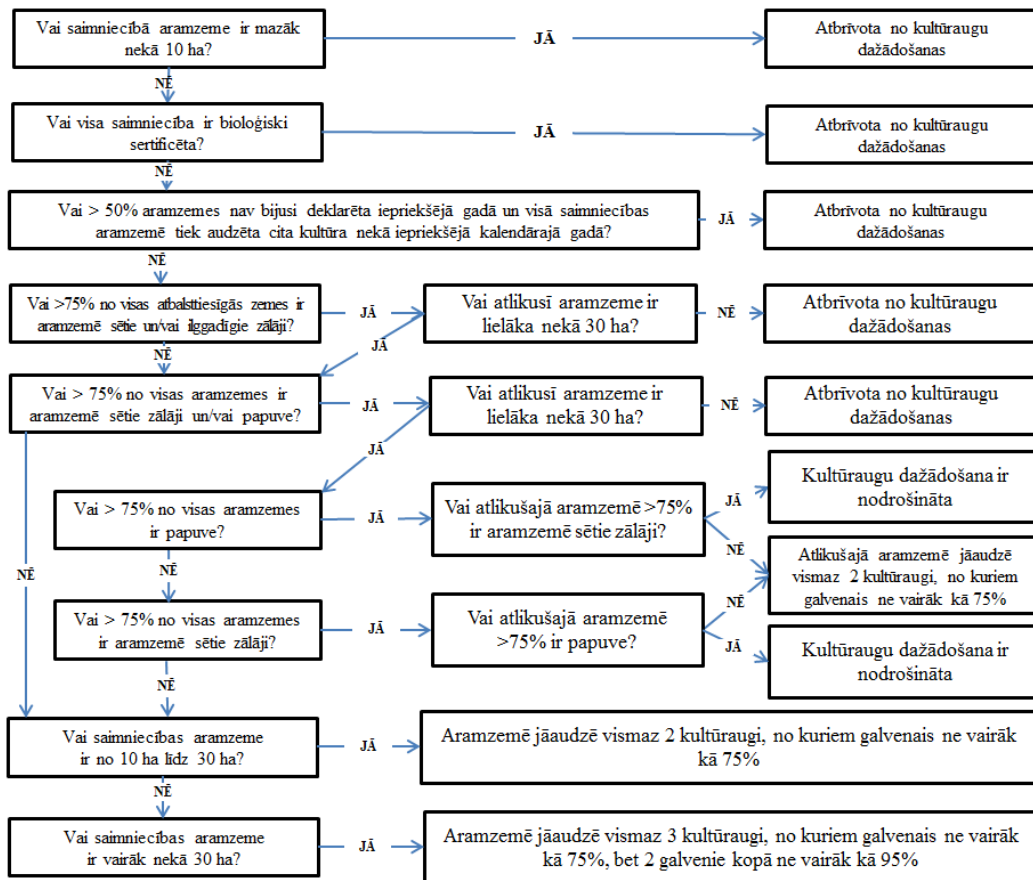 Vai saimniecībā aramzeme ir mazāk
nekā 10 ha?
JĀ
Atbrīvota no kultūraugu
dažādošanas
NĒ
Vai visa saimniecība ir bioloģiski
sertificēta?
JĀ
Atbrīvota no kultūraugu
dažādošanas
NĒ
Vai > 50% aramzemes nav bijusi deklarēta iepriekšējā gadā un visā saimniecības
aramzemē tiek audzēta cita kultūra nekā iepriekšējā kalendārajā gadā?
JĀ
Atbrīvota no kultūraugu
dažādošanas
NĒ
Vai >75% no visas atbalsttiesīgās zemes ir
aramzemē sētie un/vai ilggadīgie zālāji?
JĀ
Vai atlikusī aramzeme ir
lielāka nekā 30 ha?
NĒ
Atbrīvota no kultūraugu
dažādošanas
JĀ
NĒ
Vai > 75% no visas aramzemes ir
aramzemē sētie zālāji un/vai papuve?
JĀ
Vai atlikusī aramzeme ir
lielāka nekā 30 ha?
NĒ
Atbrīvota no kultūraugu
dažādošanas
JĀ
Vai > 75% no visas aramzemes
ir papuve?
JĀ
Vai atlikušajā aramzemē >75%
ir aramzemē sētie zālāji?
JĀ
Kultūraugu dažādošana ir
nodrošināta
NĒ
Atlikušajā aramzemē jāaudzē
vismaz 2 kultūraugi, no kuriem
galvenais ne vairāk kā 75%
NĒ
NĒ
NĒ
Vai > 75% no visas aramzemes
ir aramzemē sētie zālāji?
JĀ
Vai atlikušajā aramzemē
>75% ir papuve?
JĀ
Kultūraugu dažādošana ir
nodrošināta
NĒ
Vai saimniecības aramzeme
ir no 10 ha līdz 30 ha?
JĀ
Aramzemē jāaudzē vismaz 2 kultūraugi, no kuriem galvenais ne vairāk
kā 75%
NĒ
Vai saimniecības aramzeme
ir vairāk nekā 30 ha?
JĀ
Aramzemē jāaudzē vismaz 3 kultūraugi, no kuriem galvenais ne vairāk
kā 75%, bet 2 galvenie kopā ne vairāk kā 95%